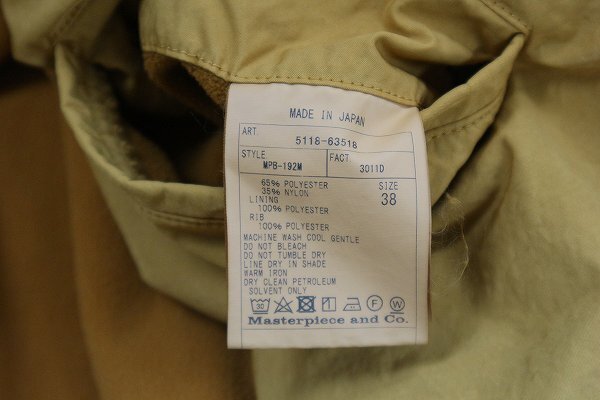 MADE IN JAPAN
ART. 5118-63518
STYLE. MPB-192M FACT. 3011D
65% POLYESTER SIZE
35% NYLON 38
LINING
100% POLYESTER
RIB
100% POLYESTER
MACHINE WASH COOL GENTLE
DO NOT BLEACH
DO NOT TUMBLE DRY
LINE DRY IN SHADE
WARM IRON
DRY CLEAN PETROLEUM
SOLVENT ONLY
30 F W
Masterpiece and Co.